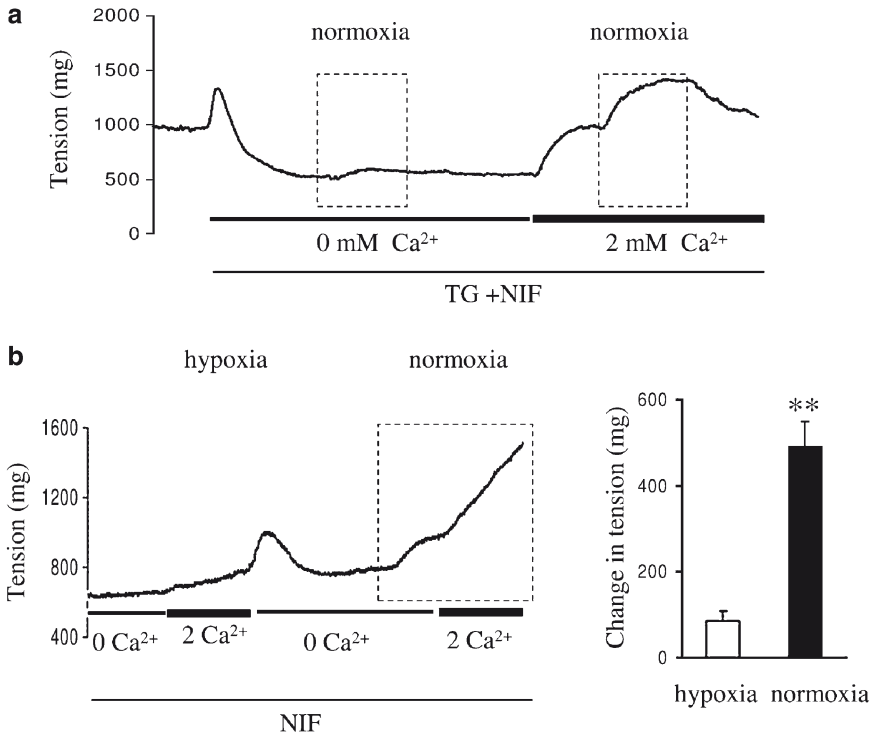 a
normoxia
normoxia
Tension (mg)
2000
1500
1000
500
0
0 mM Ca²⁺
2 mM Ca²⁺
TG +NIF
b
hypoxia
normoxia
Tension (mg)
1600
1200
800
400
0 Ca²⁺
2 Ca²⁺
0 Ca²⁺
2 Ca²⁺
NIF
Change in tension (mg)
600
400
200
0
**
hypoxia
normoxia